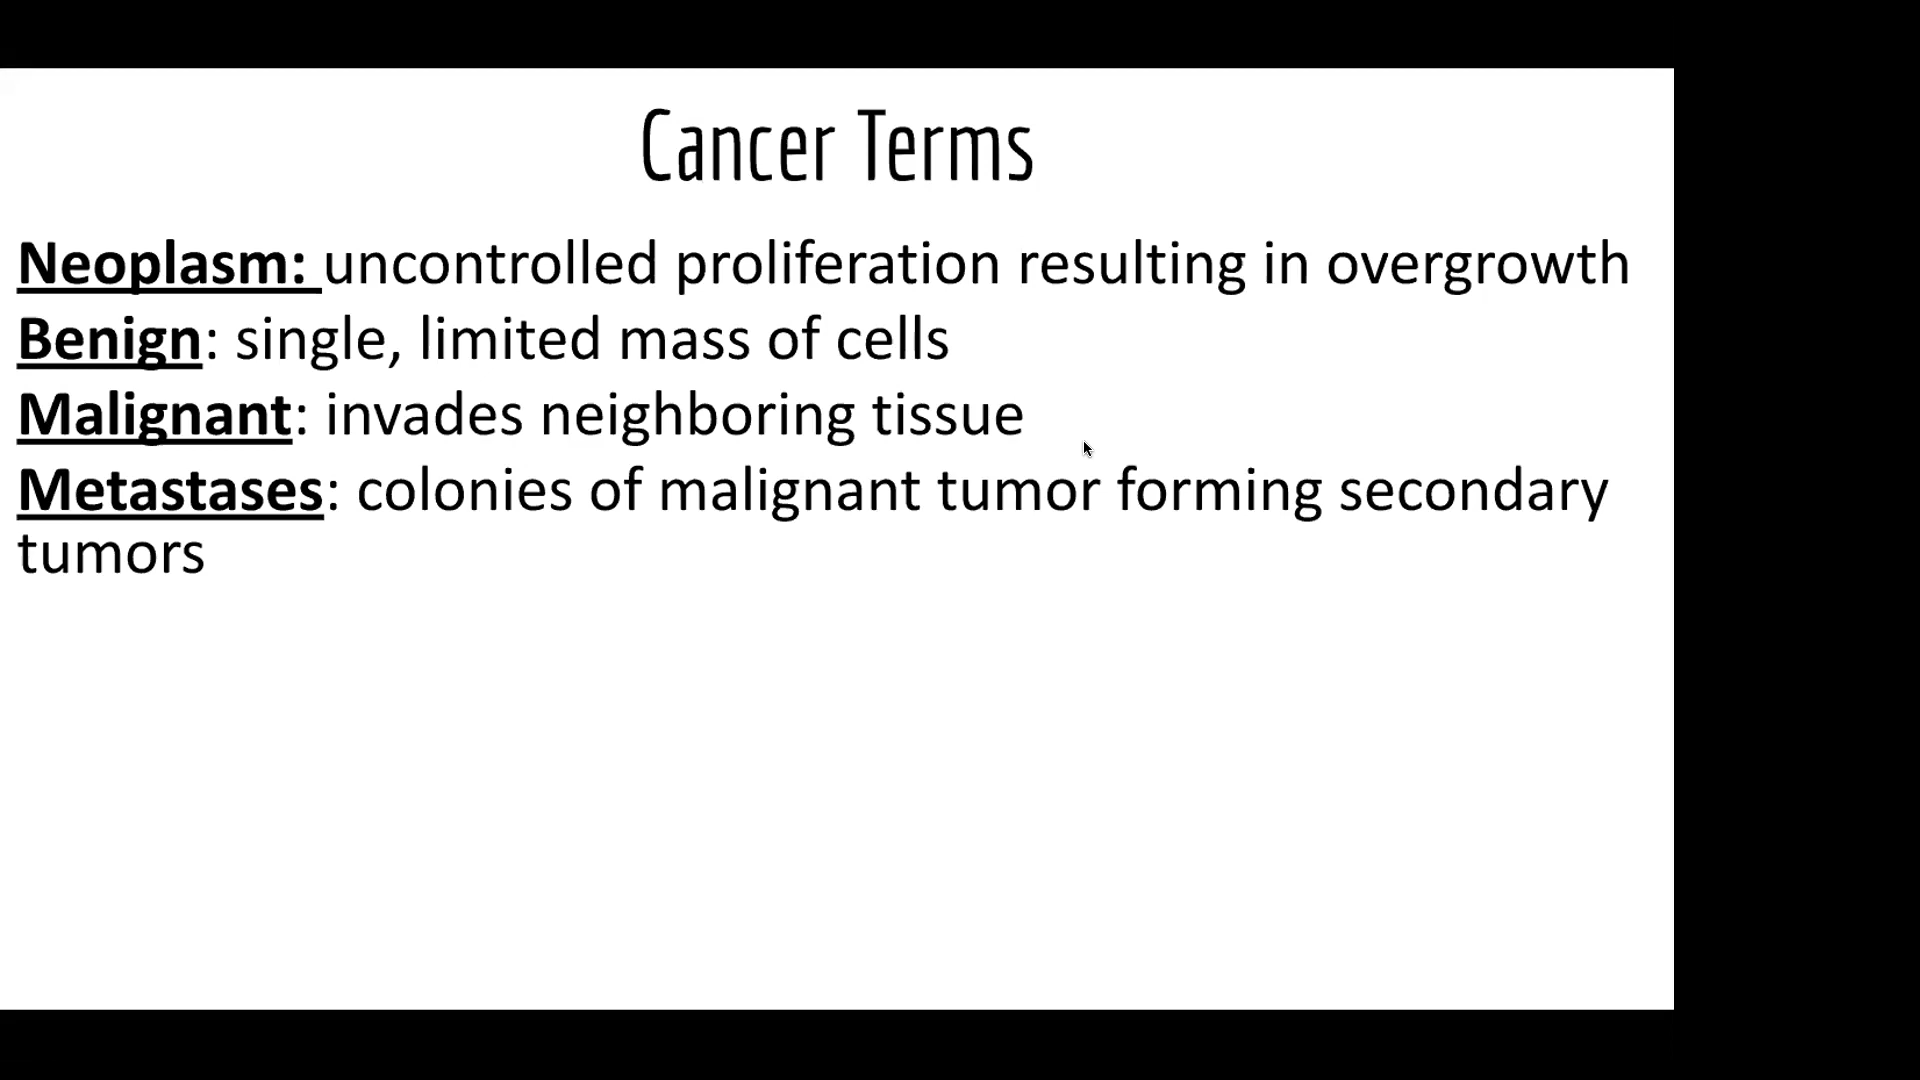 Cancer Terms
Neoplasm: uncontrolled proliferation resulting in overgrowth
Benign: single, limited mass of cells
Malignant: invades neighboring tissue
Metastases: colonies of malignant tumor forming secondary
tumors